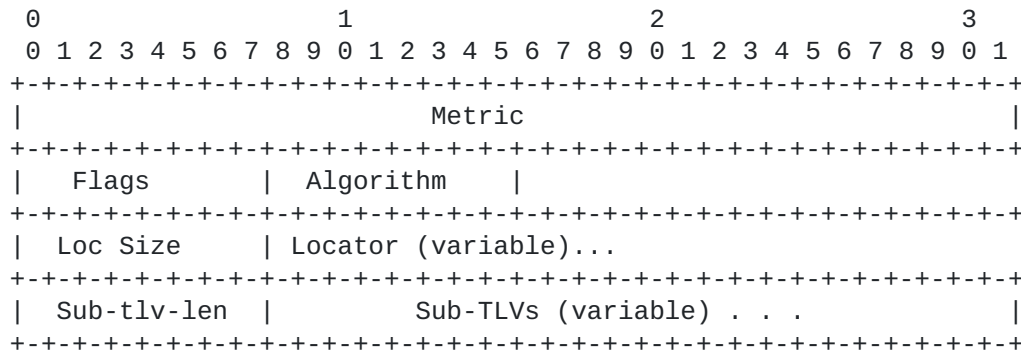 0                   1                   2                   3
 0 1 2 3 4 5 6 7 8 9 0 1 2 3 4 5 6 7 8 9 0 1 2 3 4 5 6 7 8 9 0 1
+-+-+-+-+-+-+-+-+-+-+-+-+-+-+-+-+-+-+-+-+-+-+-+-+-+-+-+-+-+-+-+-+
|                          Metric                               |
+-+-+-+-+-+-+-+-+-+-+-+-+-+-+-+-+-+-+-+-+-+-+-+-+-+-+-+-+-+-+-+-+
|   Flags       |  Algorithm    |
+-+-+-+-+-+-+-+-+-+-+-+-+-+-+-+-+-+-+-+-+-+-+-+-+-+-+-+-+-+-+-+-+
|  Loc Size     | Locator (variable)...
+-+-+-+-+-+-+-+-+-+-+-+-+-+-+-+-+-+-+-+-+-+-+-+-+-+-+-+-+-+-+-+-+
|  Sub-tlv-len  |         Sub-TLVs (variable) . . .             |
+-+-+-+-+-+-+-+-+-+-+-+-+-+-+-+-+-+-+-+-+-+-+-+-+-+-+-+-+-+-+-+-+